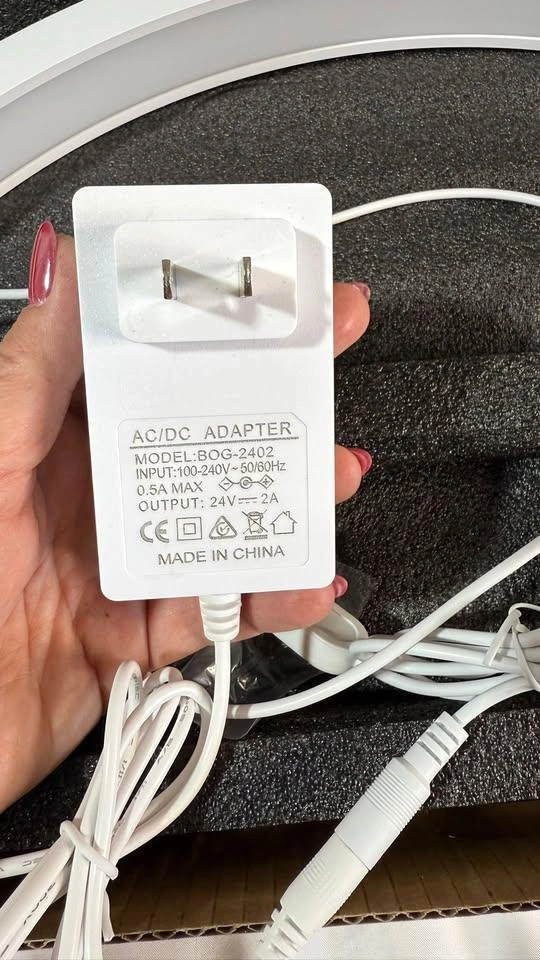 AC/DC ADAPTER
MODEL:BOG-2402
INPUT:100-240V~50/60Hz
0.5A MAX
OUTPUT: 24V⎓2A
CE
MADE IN CHINA